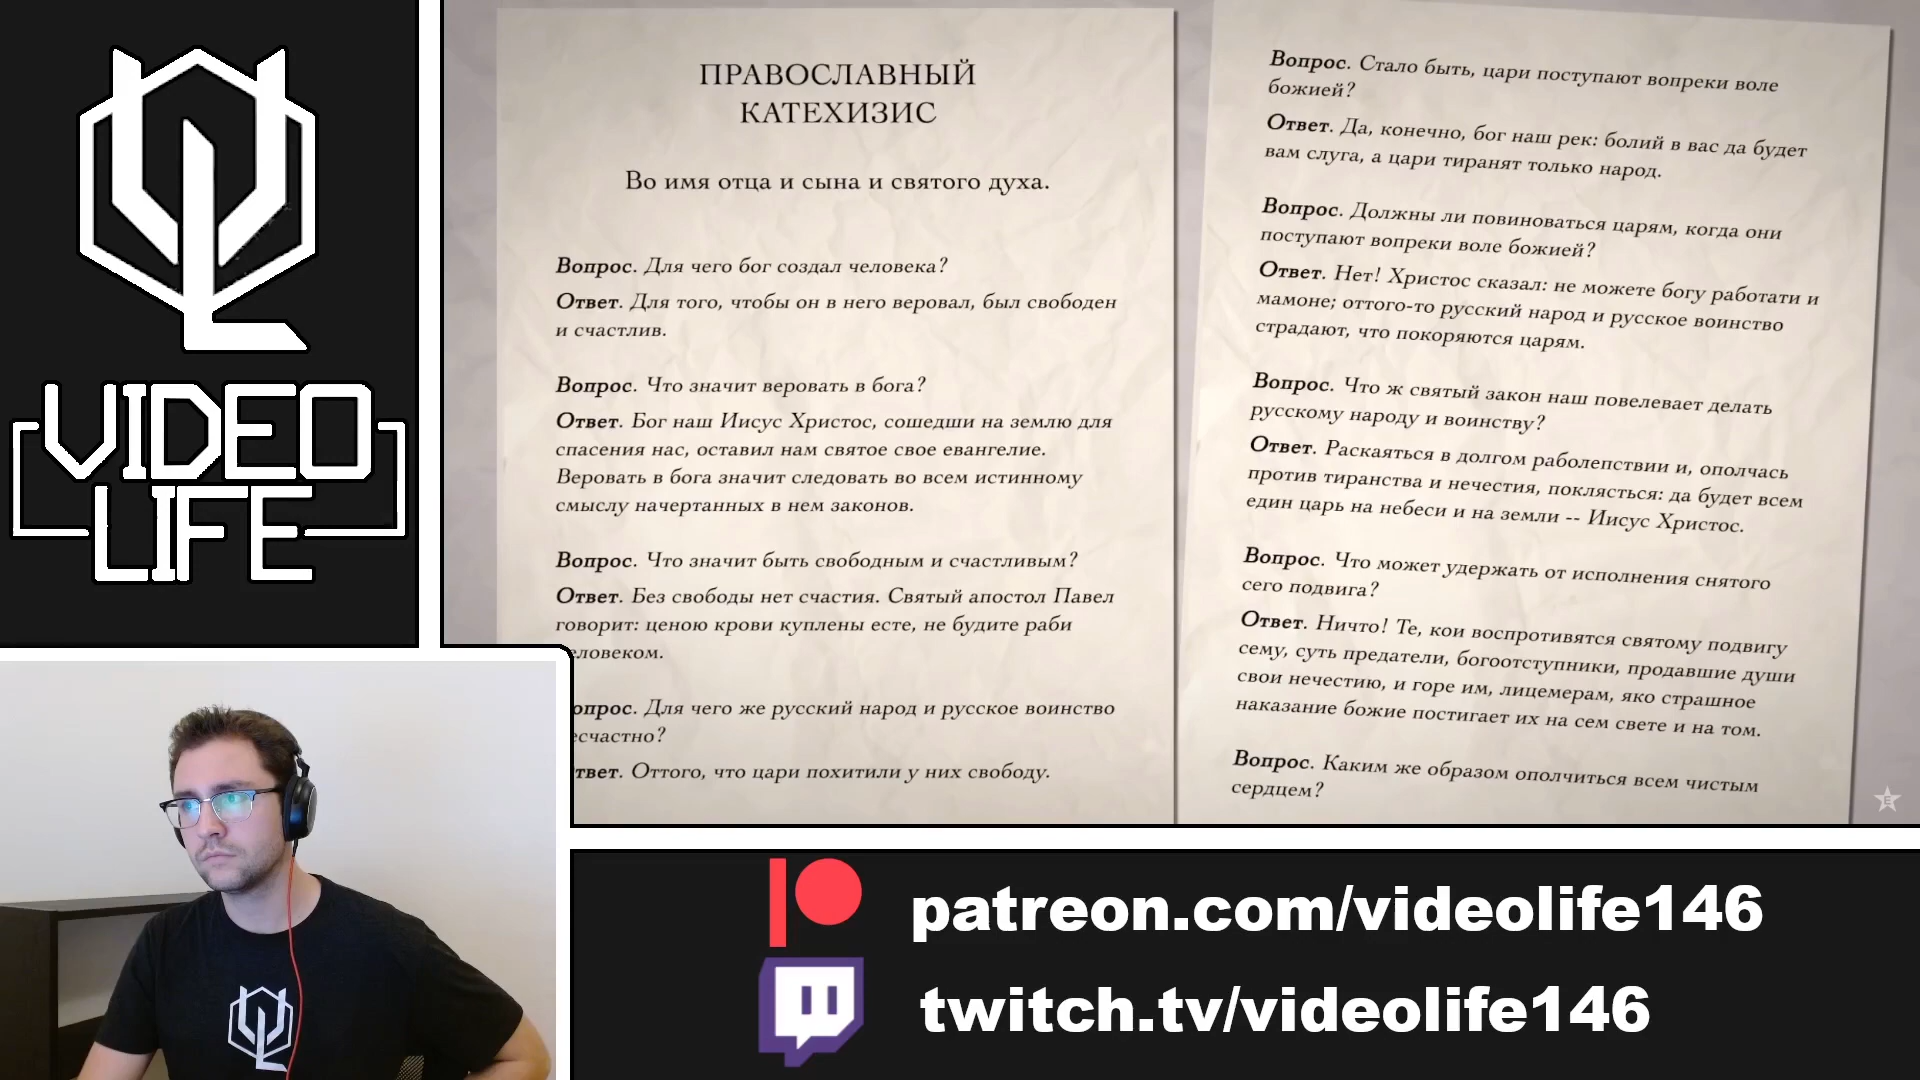 VIDEO
LIFE
ПРАВОСЛАВНЫЙ
КАТЕХИЗИС
Во имя отца и сына и святого духа.
Вопрос. Для чего бог создал человека?
Ответ. Для того, чтобы он в него веровал, был свободен
и счастлив.
Вопрос. Что значит веровать в бога?
Ответ. Бог наш Иисус Христос, сошедши на землю для
спасения нас, оставил нам святое свое евангелие.
Веровать в бога значит следовать во всем истинному
смыслу начертанных в нем законов.
Вопрос. Что значит быть свободным и счастливым?
Ответ. Без свободы нет счастия. Святый апостол Павел
говорит: ценою крови куплены есте, не будите раби
еловеком.
опрос. Для чего же русский народ и русское воинство
есчастно?
твет. Оттого, что цари похитили у них свободу.
Вопрос. Стало быть, цари поступают вопреки воле
божией?
Ответ. Да, конечно, бог наш рек: болий в вас да будет
вам слуга, а цари тиранят только народ.
Вопрос. Должны ли повиноваться царям, когда они
поступают вопреки воле божией?
Ответ. Нет! Христос сказал: не можете богу работати и
мамоне; оттого-то русский народ и русское воинство
страдают, что покоряются царям.
Вопрос. Что ж святый закон наш повелевает делать
русскому народу и воинству?
Ответ. Раскаяться в долгом раболепствии и, ополчась
против тиранства и нечестия, поклясться: да будет всем
един царь на небеси и на земли -- Иисус Христос.
Вопрос. Что может удержать от исполнения снятого
сего подвига?
Ответ. Ничто! Те, кои воспротивятся святому подвигу
сему, суть предатели, богоотступники, продавшие души
свои нечестию, и горе им, лицемерам, яко страшное
наказание божие постигает их на сем свете и на том.
Вопрос. Каким же образом ополчиться всем чистым
сердцем?
patreon.com/videolife146
twitch.tv/videolife146